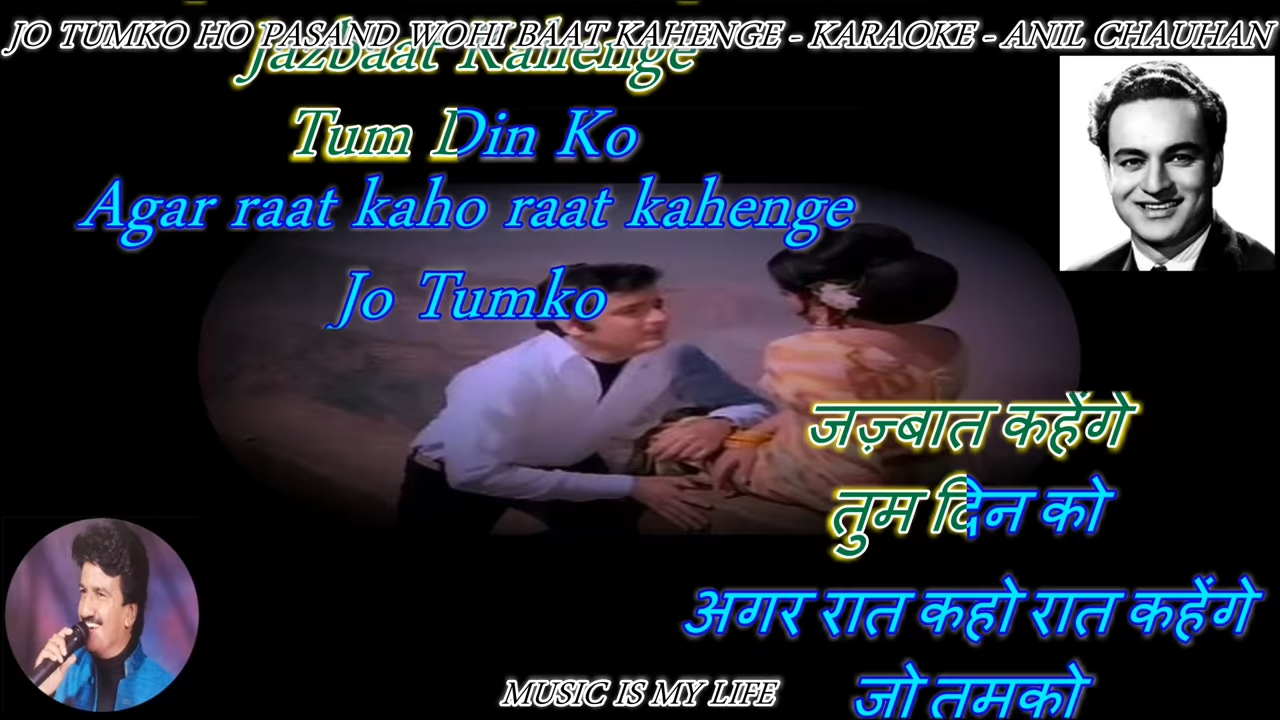 JO TUMKO HO PASAND WOHI BAAT KAHENGE - KARAOKE - ANIL CHAUHAN
Jazbaat Kahenge
Tum Din Ko
Agar raat kaho raat kahenge
Jo Tumko
जज़्बात कहेंगे
तुम दिन को
अगर रात कहो रात कहेंगे
जो तुमको
MUSIC IS MY LIFE